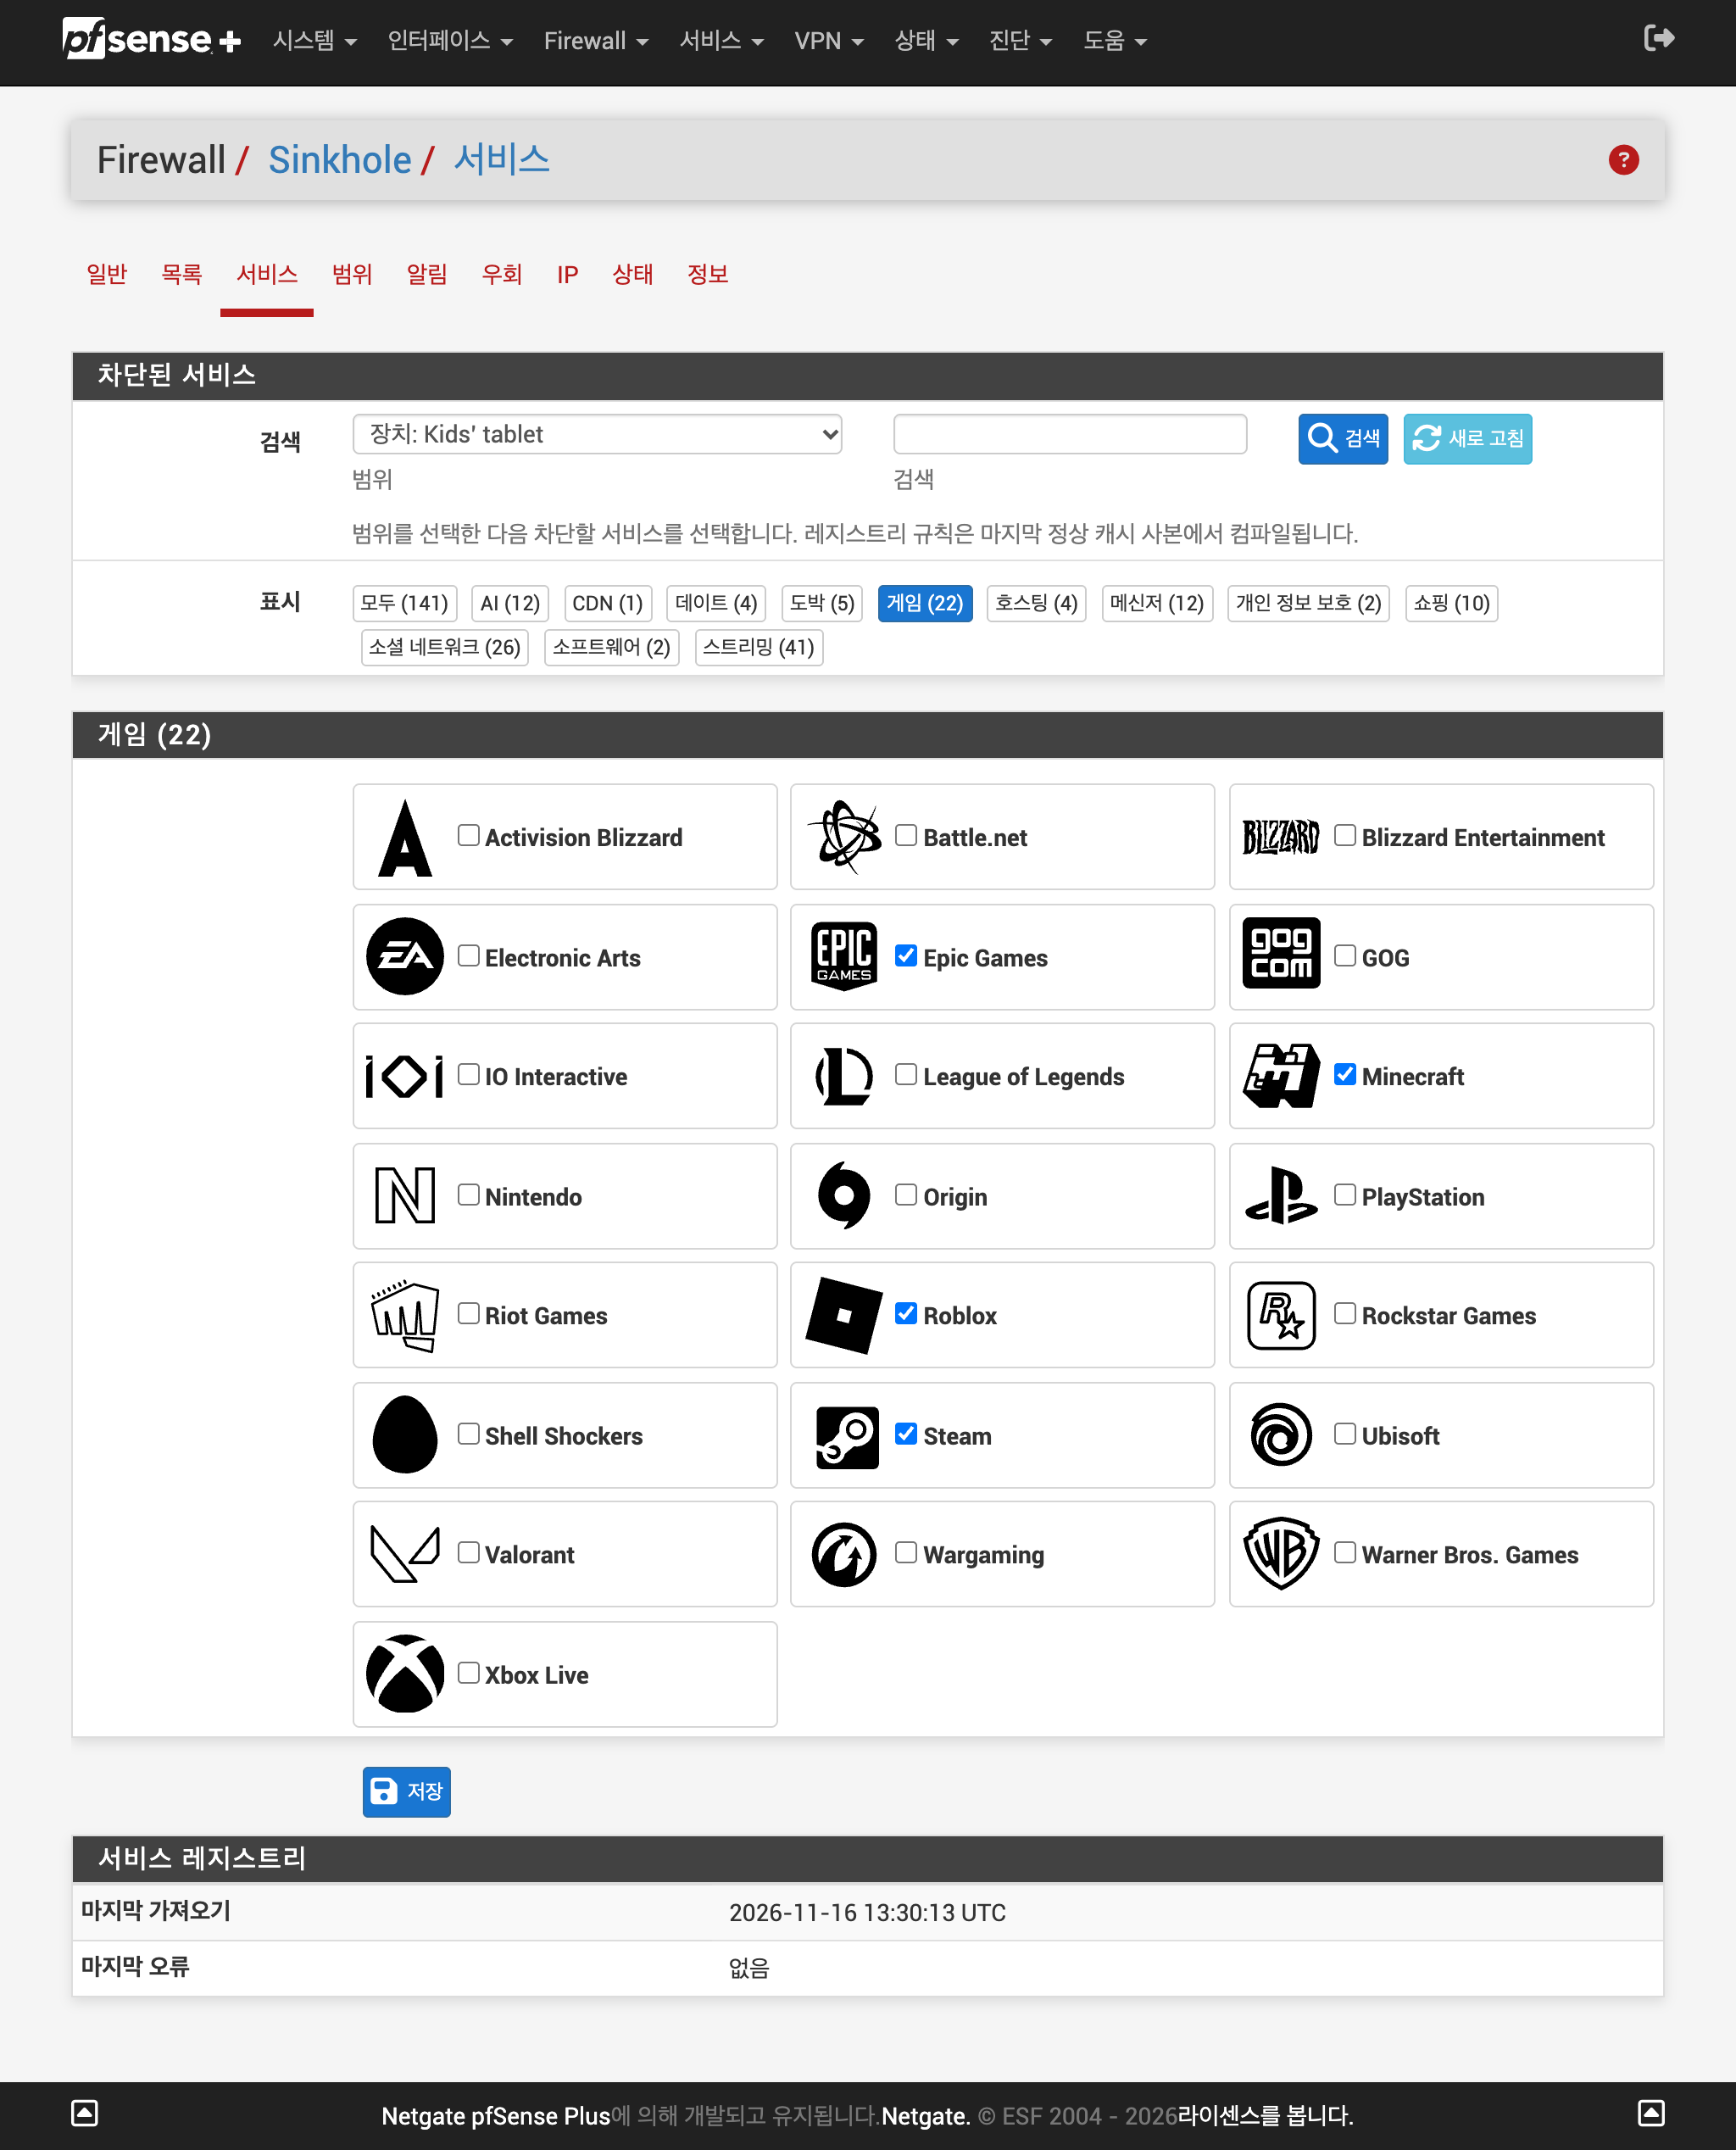 pfsense +
시스템
인터페이스
Firewall
서비스
VPN
상태
진단
도움
Firewall / Sinkhole / 서비스
?
일반
목록
서비스
범위
알림
우회
IP
상태
정보
차단된 서비스
검색
장치: Kids' tablet
검색
새로 고침
범위
검색
범위를 선택한 다음 차단할 서비스를 선택합니다. 레지스트리 규칙은 마지막 정상 캐시 사본에서 컴파일됩니다.
표시
모두 (141)
AI (12)
CDN (1)
데이트 (4)
도박 (5)
게임 (22)
호스팅 (4)
메신저 (12)
개인 정보 보호 (2)
쇼핑 (10)
소셜 네트워크 (26)
소프트웨어 (2)
스트리밍 (41)
게임 (22)
Activision Blizzard
Battle.net
BLIZZARD
Blizzard Entertainment
EA
Electronic Arts
EPIC
GAMES
Epic Games
gog
com
GOG
IOI
IO Interactive
League of Legends
Minecraft
Nintendo
Origin
PlayStation
Riot Games
Roblox
R
Rockstar Games
Shell Shockers
Steam
Ubisoft
Valorant
Wargaming
WB
Warner Bros. Games
Xbox Live
저장
서비스 레지스트리
마지막 가져오기
2026-11-16 13:30:13 UTC
마지막 오류
없음
Netgate pfSense Plus에 의해 개발되고 유지됩니다.Netgate. © ESF 2004 - 2026라이센스를 봅니다.